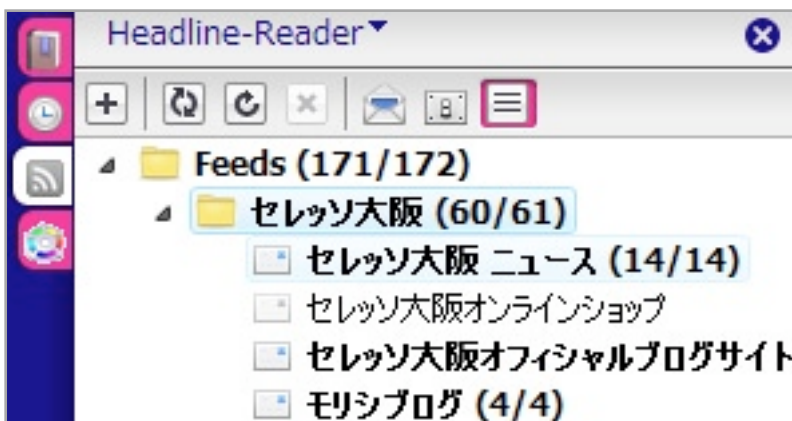 Headline-Reader
Feeds (171/172)
セレッソ大阪 (60/61)
セレッソ大阪 ニュース (14/14)
セレッソ大阪オンラインショップ
セレッソ大阪オフィシャルブログサイト
モリシブログ (4/4)